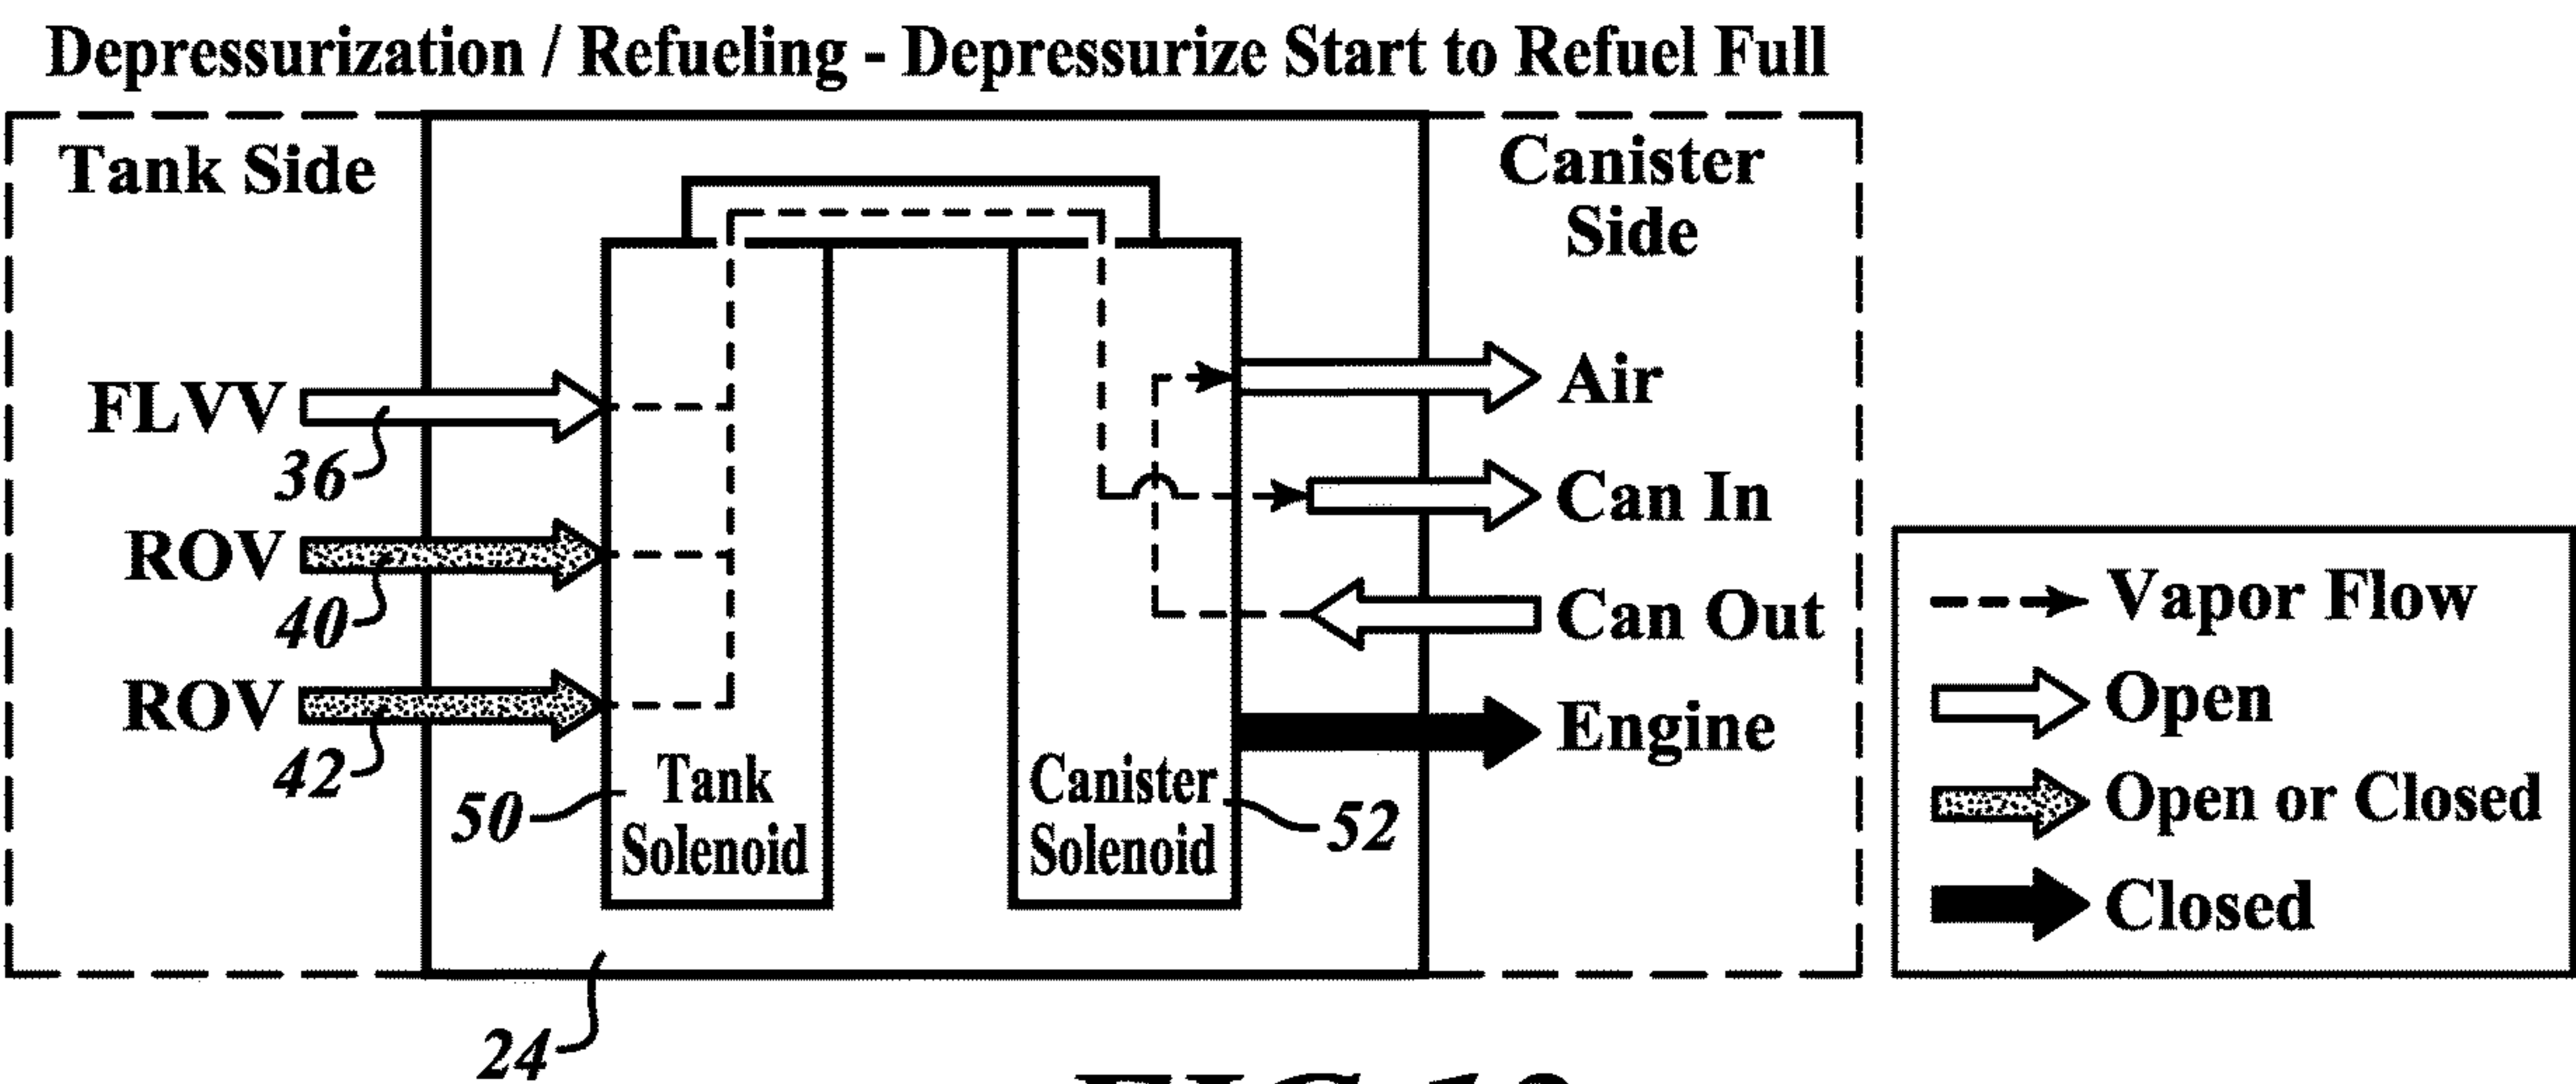 Depressurization / Refueling - Depressurize Start to Refuel Full
Tank Side
Canister
Side
FLVV
36
ROV
40
ROV
42
50
Tank
Solenoid
Canister
Solenoid
52
24
Air
Can In
Can Out
Engine
Vapor Flow
Open
Open or Closed
Closed